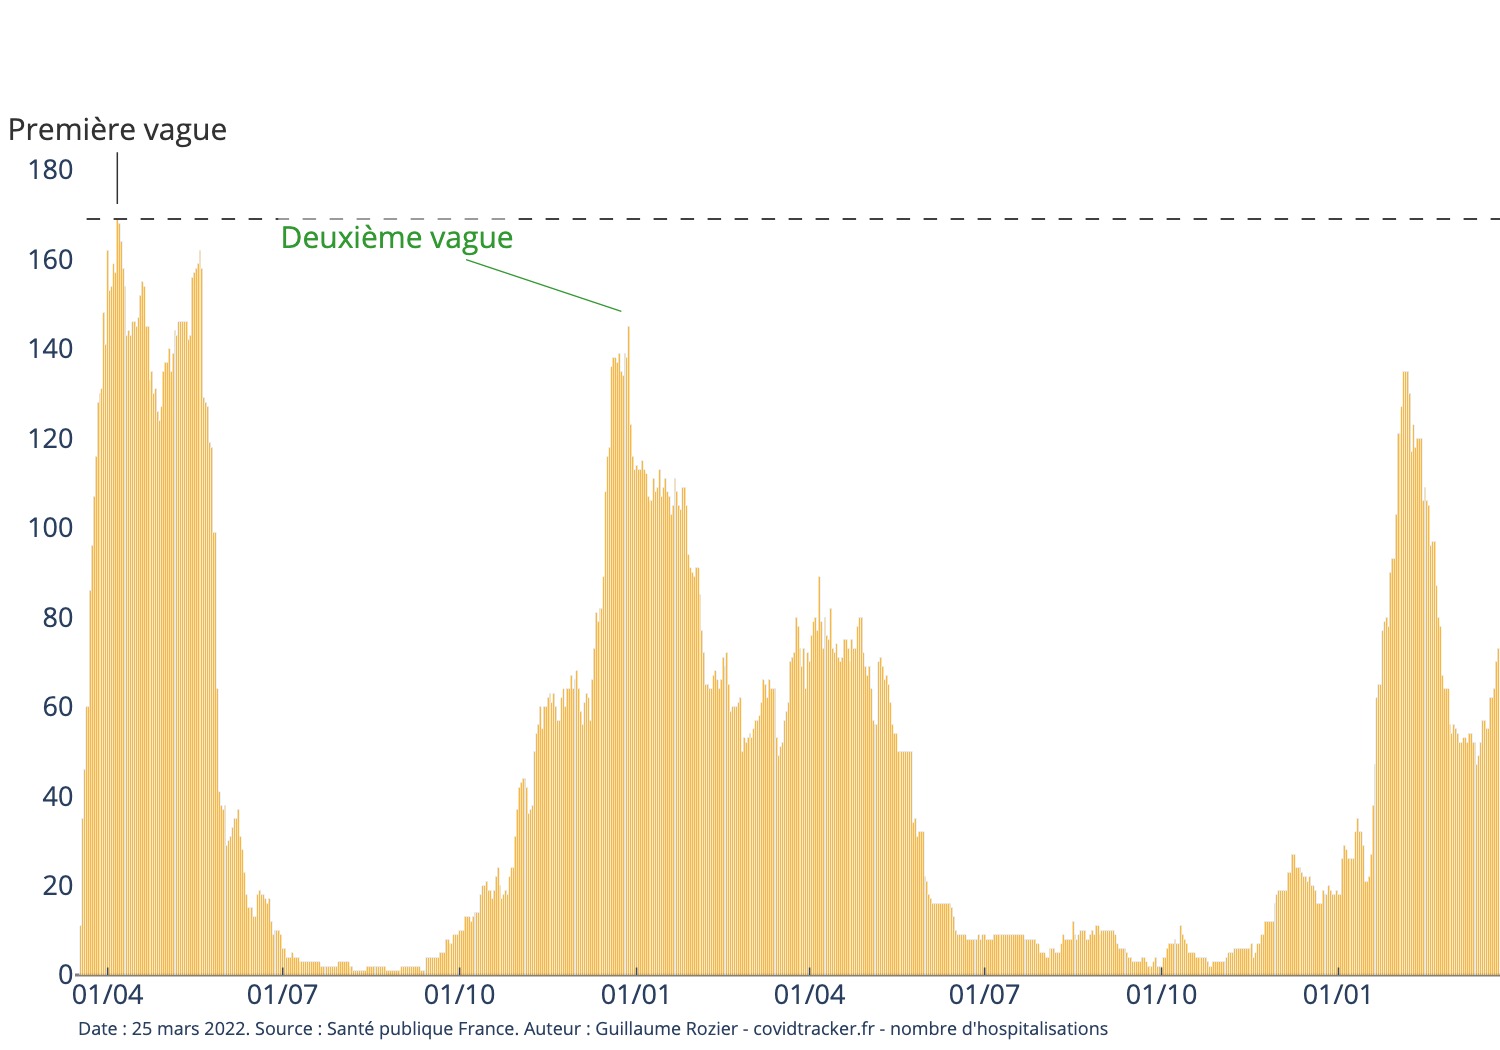 Première vague
180
Deuxième vague
160
140
120
100
80
60
40
20
0
01/04 01/07 01/10 01/01 01/04 01/07 01/10 01/01
Date : 25 mars 2022. Source : Santé publique France. Auteur : Guillaume Rozier - covidtracker.fr - nombre d'hospitalisations